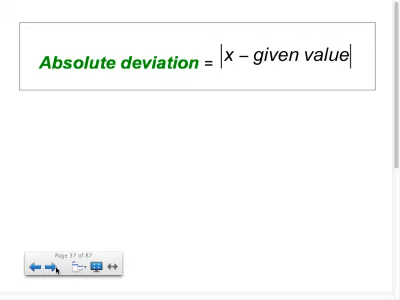 Absolute deviation = |x – given value|
Page 37 of 87